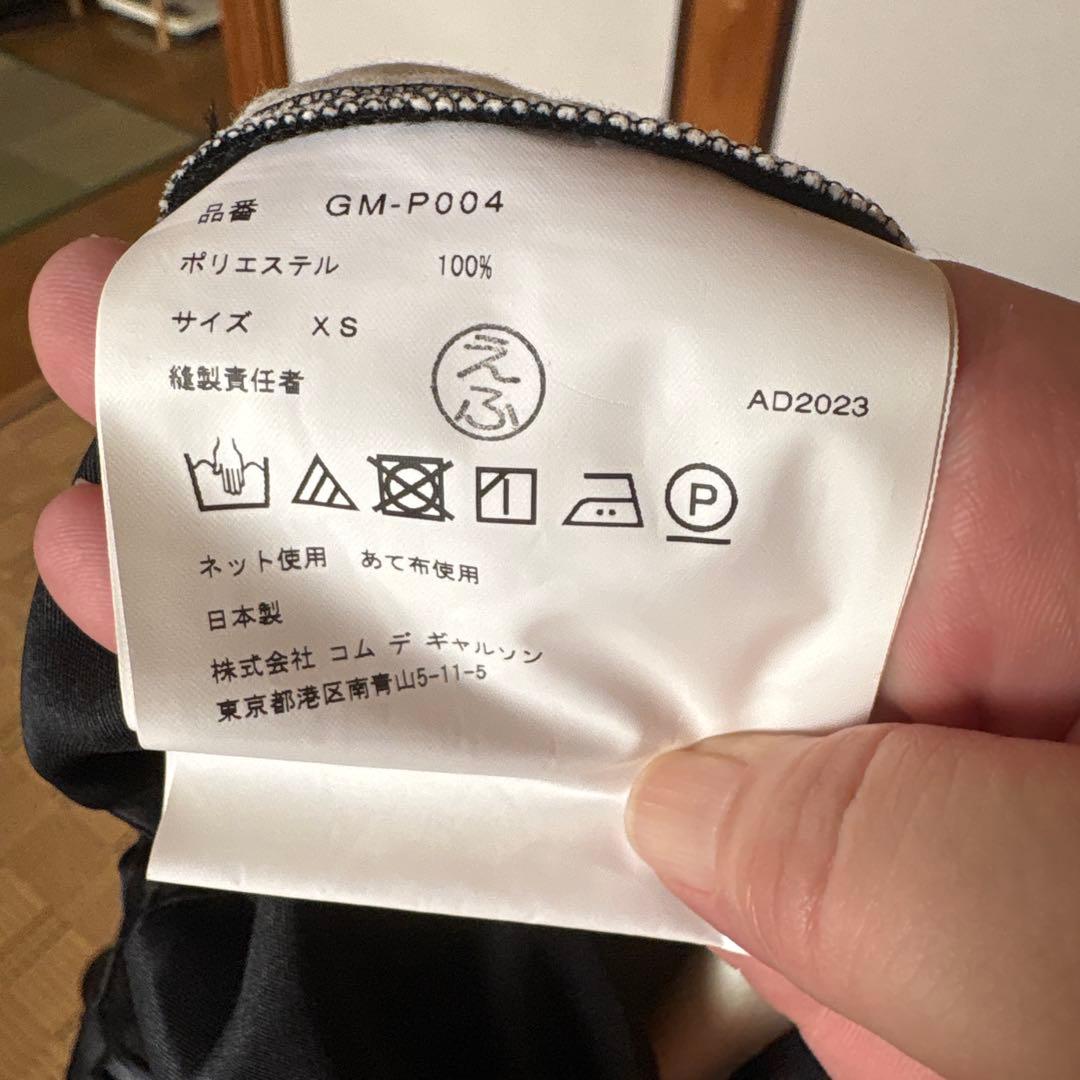 品番 GM-P004
ポリエステル 100%
サイズ XS
縫製責任者 えふ
AD2023
P
ネット使用 あて布使用
日本製
株式会社 コム デ ギャルソン
東京都港区南青山5-11-5